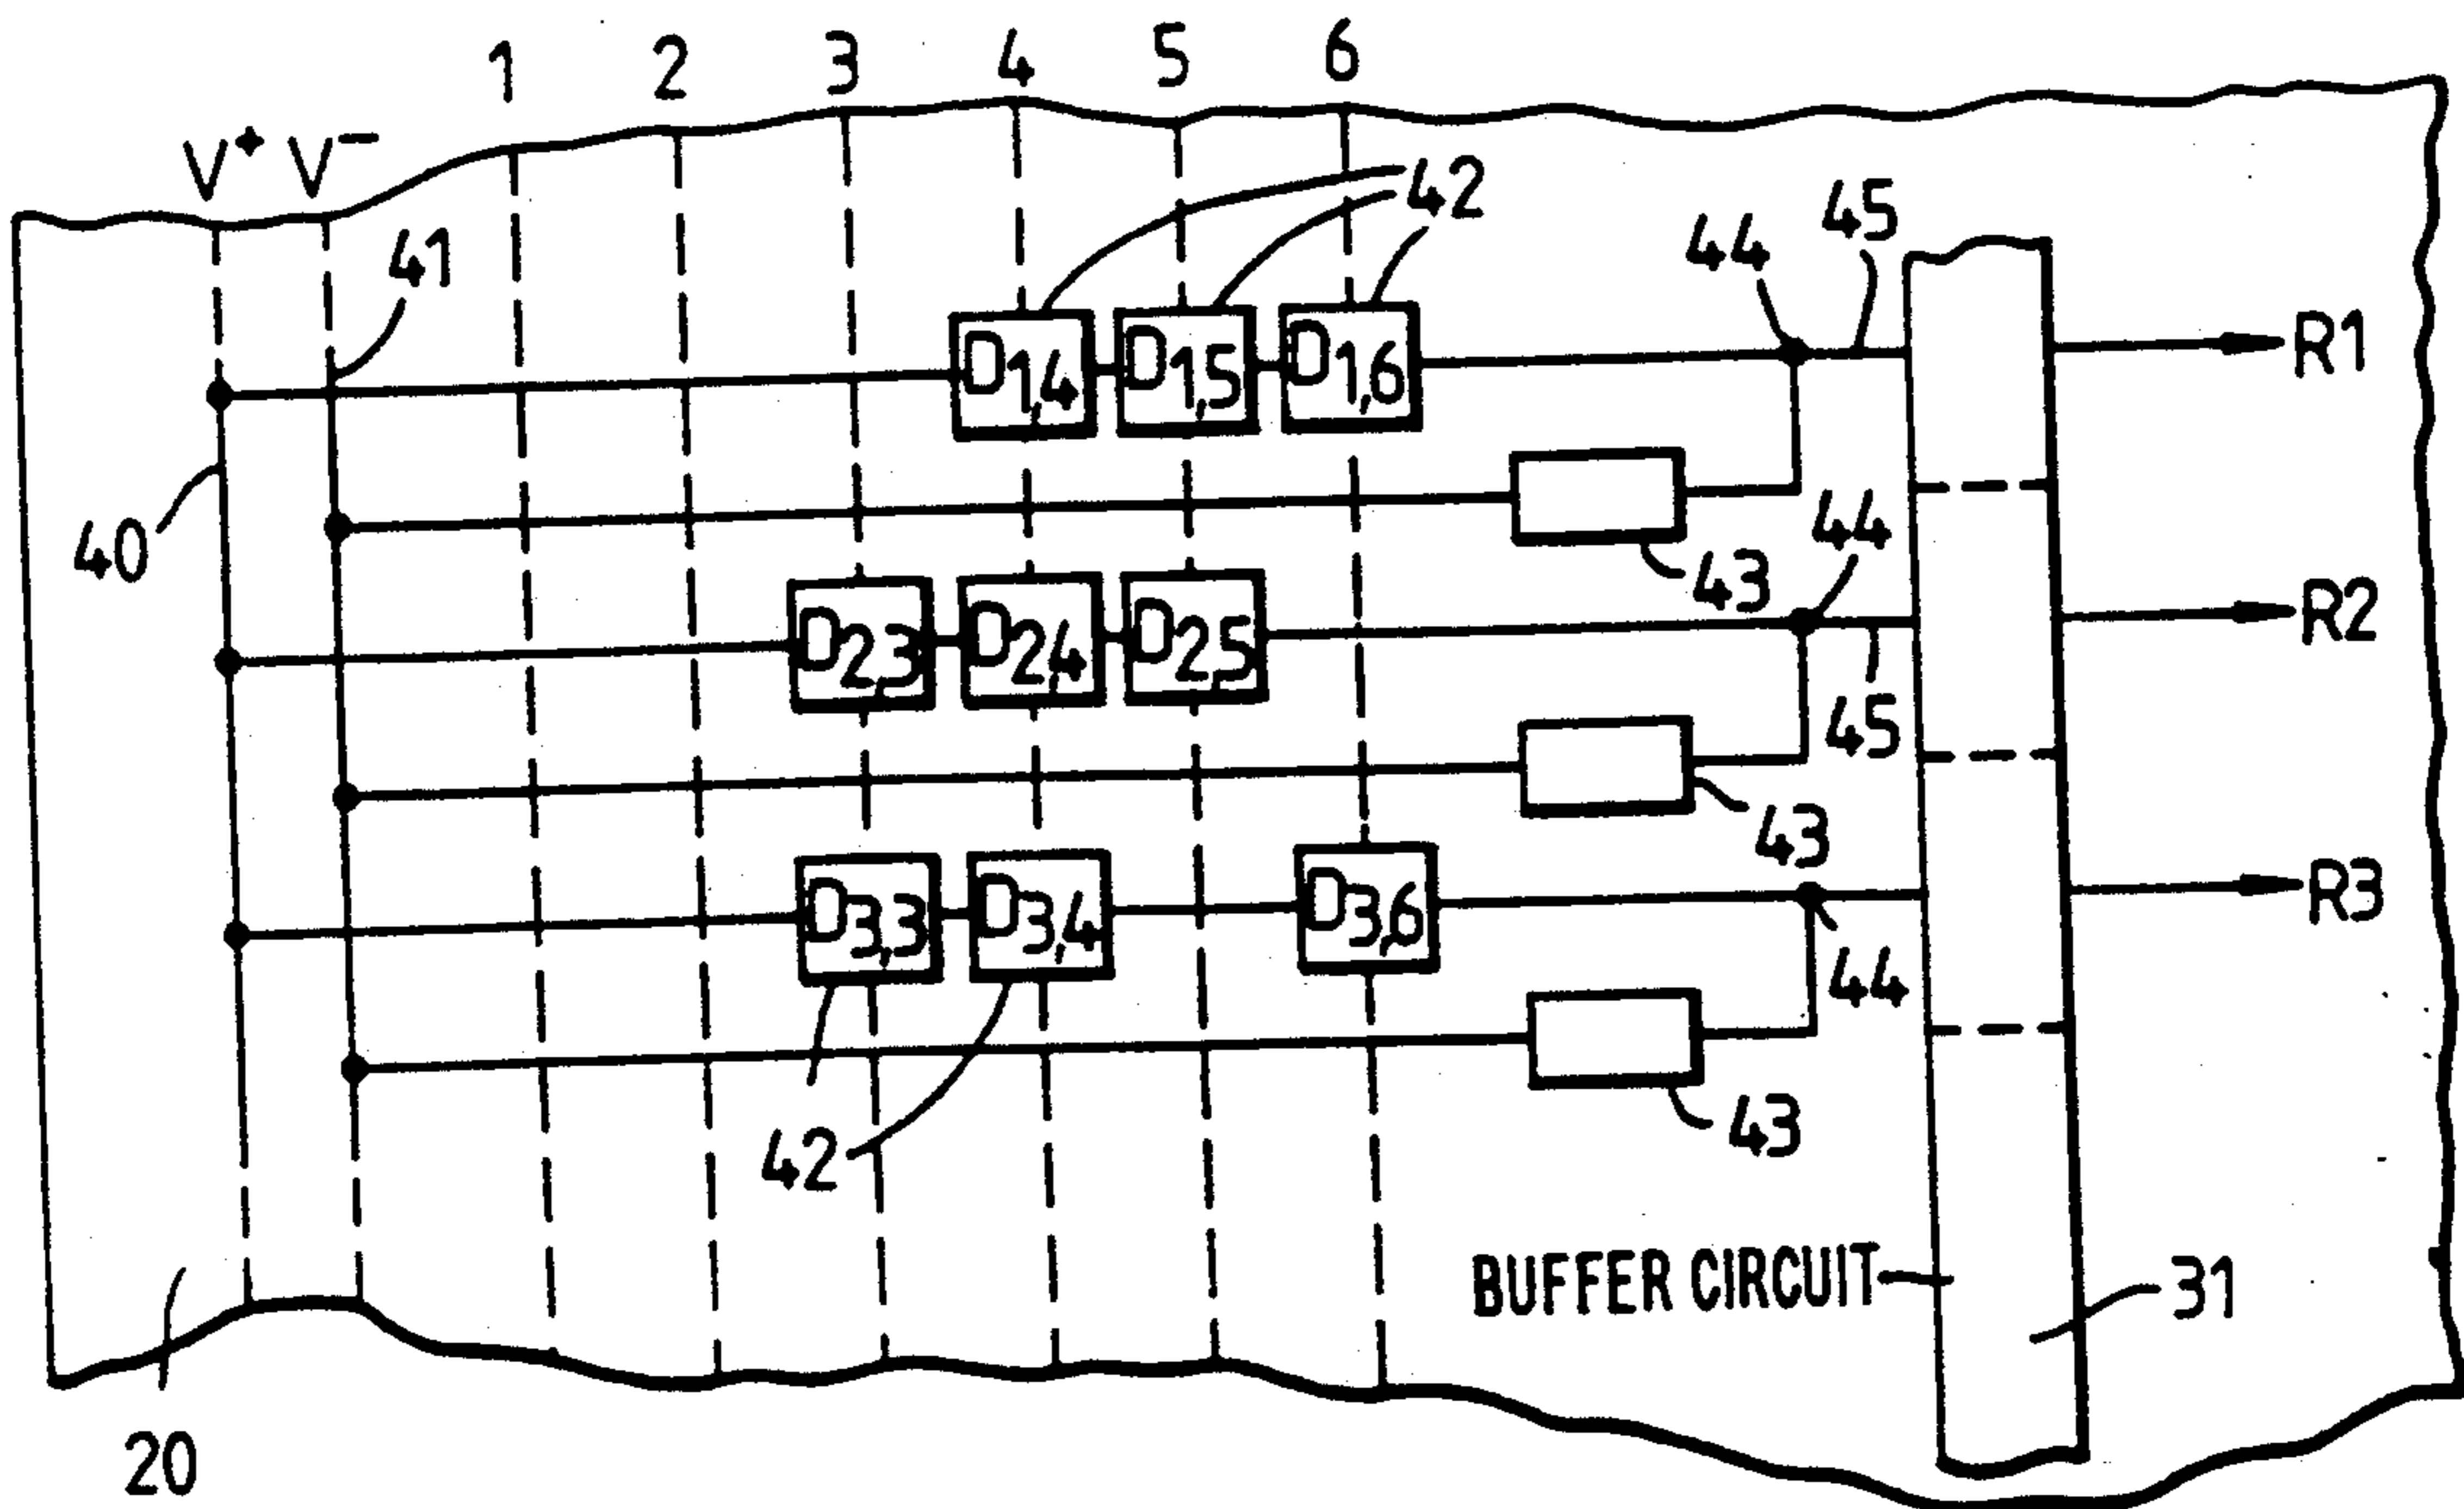 1 2 3 4 5 6
V+ V−
41
42
44 45
D1,4 D1,5 D1,6
R1
40
43
44
D2,3 D2,4 D2,5
R2
45
43
D3,3 D3,4 D3,6
R3
44
42
43
BUFFER CIRCUIT
31
20